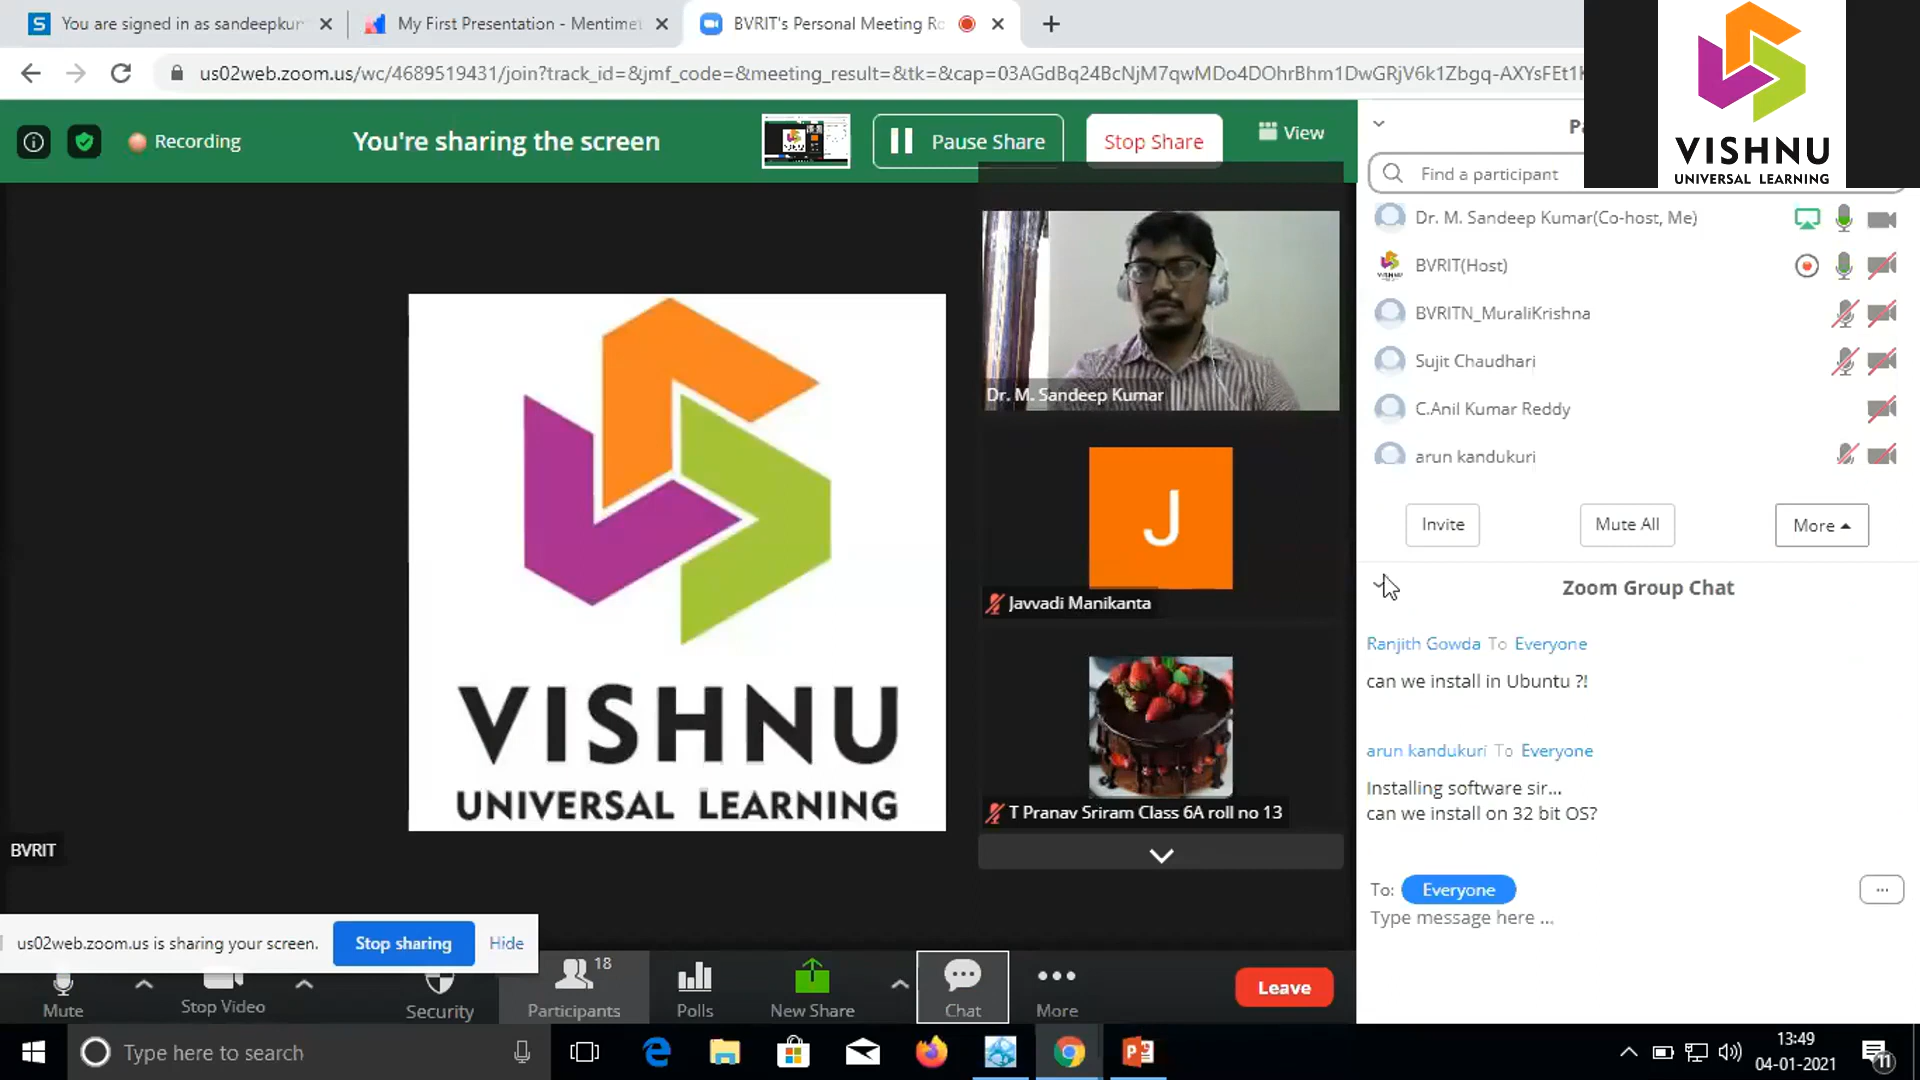 You are signed in as sandeepkur
My First Presentation - Mentimet
BVRIT's Personal Meeting Ro
us02web.zoom.us/wc/4689519431/join?track_id=&jmf_code=&meeting_result=&tk=&cap=03AGdBq24BcNjM7qwMDo4DOhrBhm1DwGRjV6k1Zbgq-AXYsFEt1
VISHNU
UNIVERSAL LEARNING
Recording
You're sharing the screen
Pause Share
Stop Share
View
Find a participant
Dr. M. Sandeep Kumar(Co-host, Me)
BVRIT(Host)
BVRITN_MuraliKrishna
Sujit Chaudhari
C.Anil Kumar Reddy
arun kandukuri
Invite
Mute All
More
Dr. M. Sandeep Kumar
J
Javvadi Manikanta
T Pranav Sriram Class 6A roll no 13
VISHNU
UNIVERSAL LEARNING
BVRIT
Zoom Group Chat
Ranjith Gowda To Everyone
can we install in Ubuntu ?!
arun kandukuri To Everyone
Installing software sir...
can we install on 32 bit OS?
To: Everyone
Type message here ...
us02web.zoom.us is sharing your screen.
Stop sharing
Hide
Mute
Stop Video
Security
18
Participants
Polls
New Share
Chat
More
Leave
Type here to search
13:49
04-01-2021
11